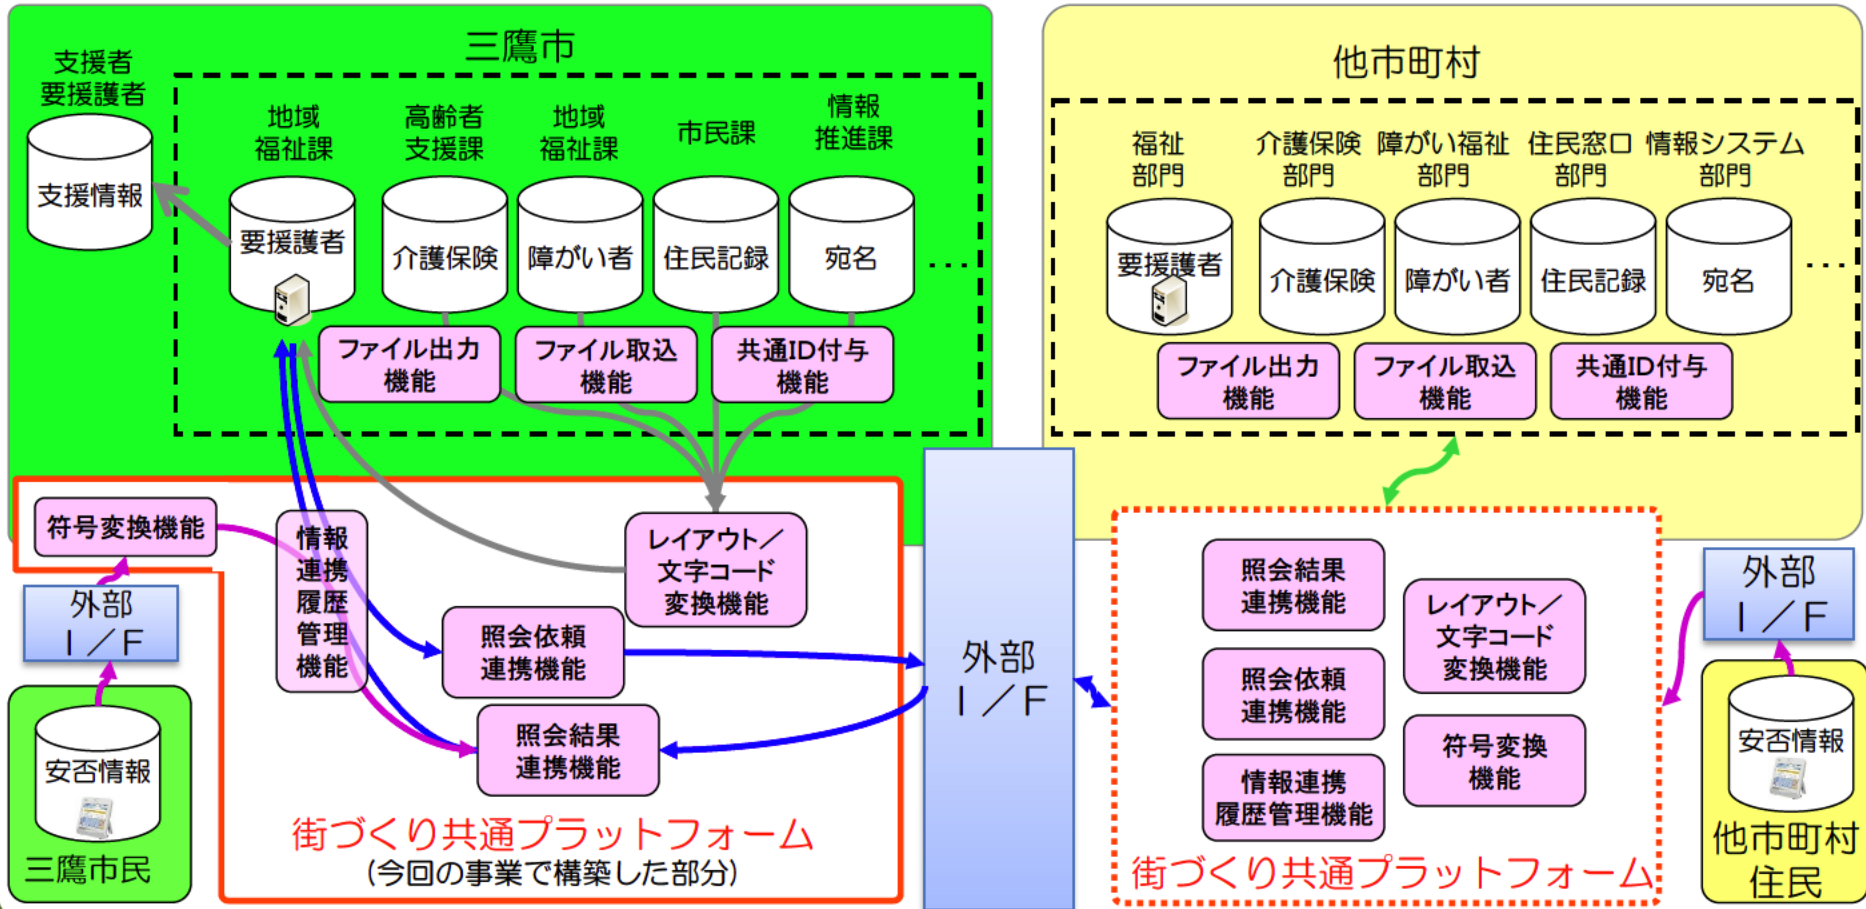 三鷹市
支援者
要援護者
支援情報
地域
福祉課
高齢者
支援課
地域
福祉課
市民課
情報
推進課
要援護者
介護保険
障がい者
住民記録
宛名
....
ファイル出力
機能
ファイル取込
機能
共通ID付与
機能
他市町村
福祉
部門
介護保険
部門
障がい福祉
部門
住民窓口
部門
情報システム
部門
要援護者
介護保険
障がい者
住民記録
宛名
...
ファイル出力
機能
ファイル取込
機能
共通ID付与
機能
符号変換機能
情報
連携
履歴
管理
機能
レイアウト／
文字コード
変換機能
照会依頼
連携機能
照会結果
連携機能
街づくり共通プラットフォーム
(今回の事業で構築した部分)
外部
I／F
安否情報
三鷹市民
外部
I／F
照会結果
連携機能
照会依頼
連携機能
情報連携
履歴管理機能
レイアウト／
文字コード
変換機能
符号変換
機能
街づくり共通プラットフォーム
外部
I／F
安否情報
他市町村
住民